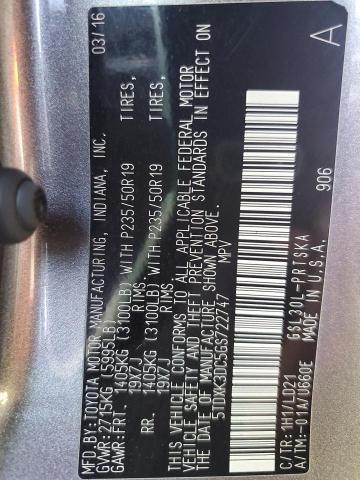 MFD.BY:TOYOTA MOTOR MANUFACTURING, INDIANA, INC. 03/16
GVWR:2715KG (5995LB)
GAWR:FRT. 1405KG (3100LB) WITH P235/50R19 TIRES,
19X7J RIMS
RR. 1405KG (3100LB) WITH P235/50R19 TIRES,
19X7J RIMS
THIS VEHICLE CONFORMS TO ALL APPLICABLE FEDERAL MOTOR
VEHICLE SAFETY AND THEFT PREVENTION STANDARDS IN EFFECT ON
THE DATE OF MANUFACTURE SHOWN ABOVE.
5TDXK3DC5GS722747 MPV
C/TR:1H1/LD21 GSL30L-PRTSKA
A/TM:-01A/U660E MADE IN U.S.A.
906
A